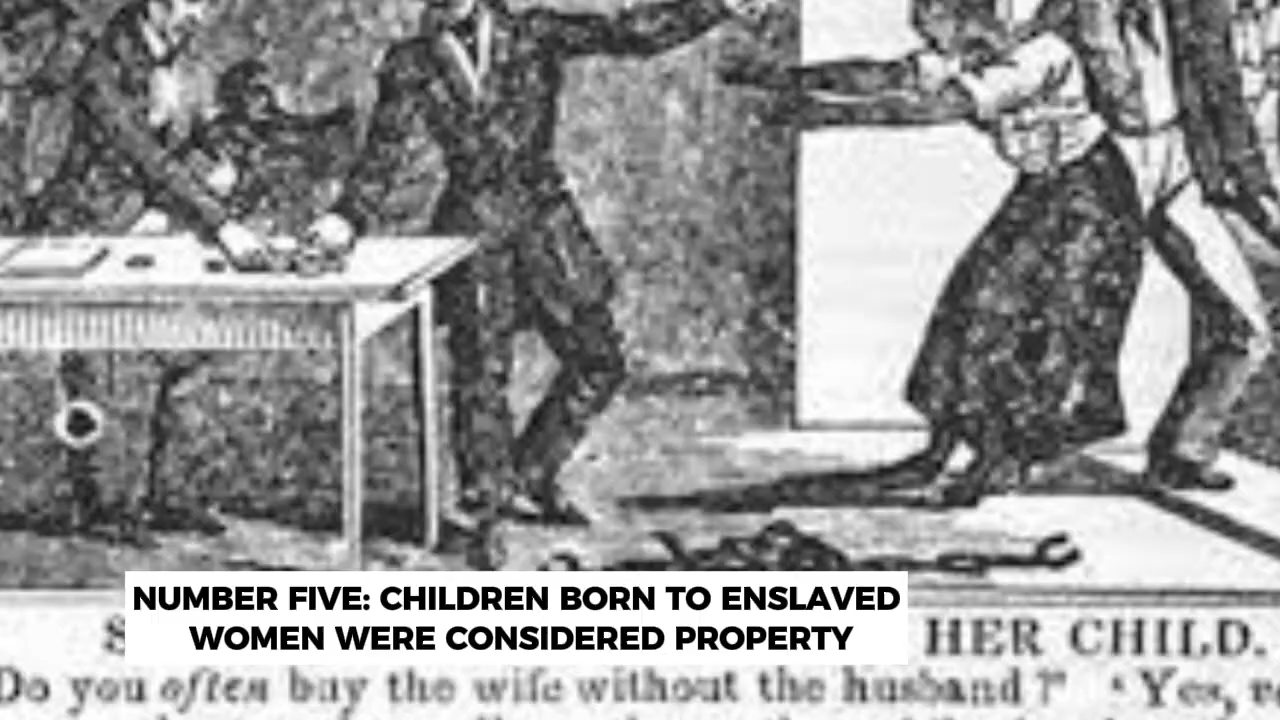 NUMBER FIVE: CHILDREN BORN TO ENSLAVED
WOMEN WERE CONSIDERED PROPERTY
S HER CHILD.
Do you often buy the wife without the husband?" 'Yes,